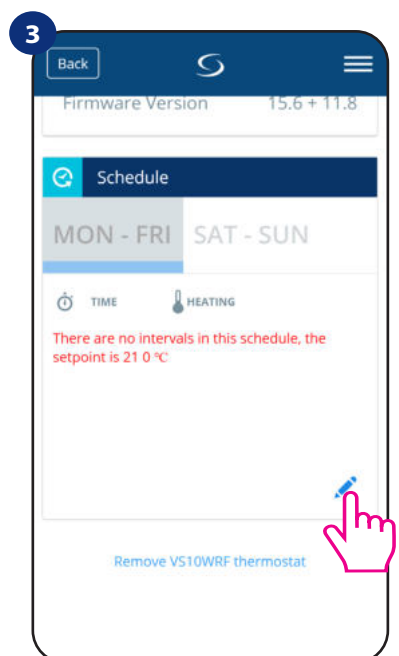 3
Back
Firmware Version 15.6 + 11.8
Schedule
MON - FRI SAT - SUN
TIME HEATING
There are no intervals in this schedule, the
setpoint is 21 0 °C
Remove VS10WRF thermostat